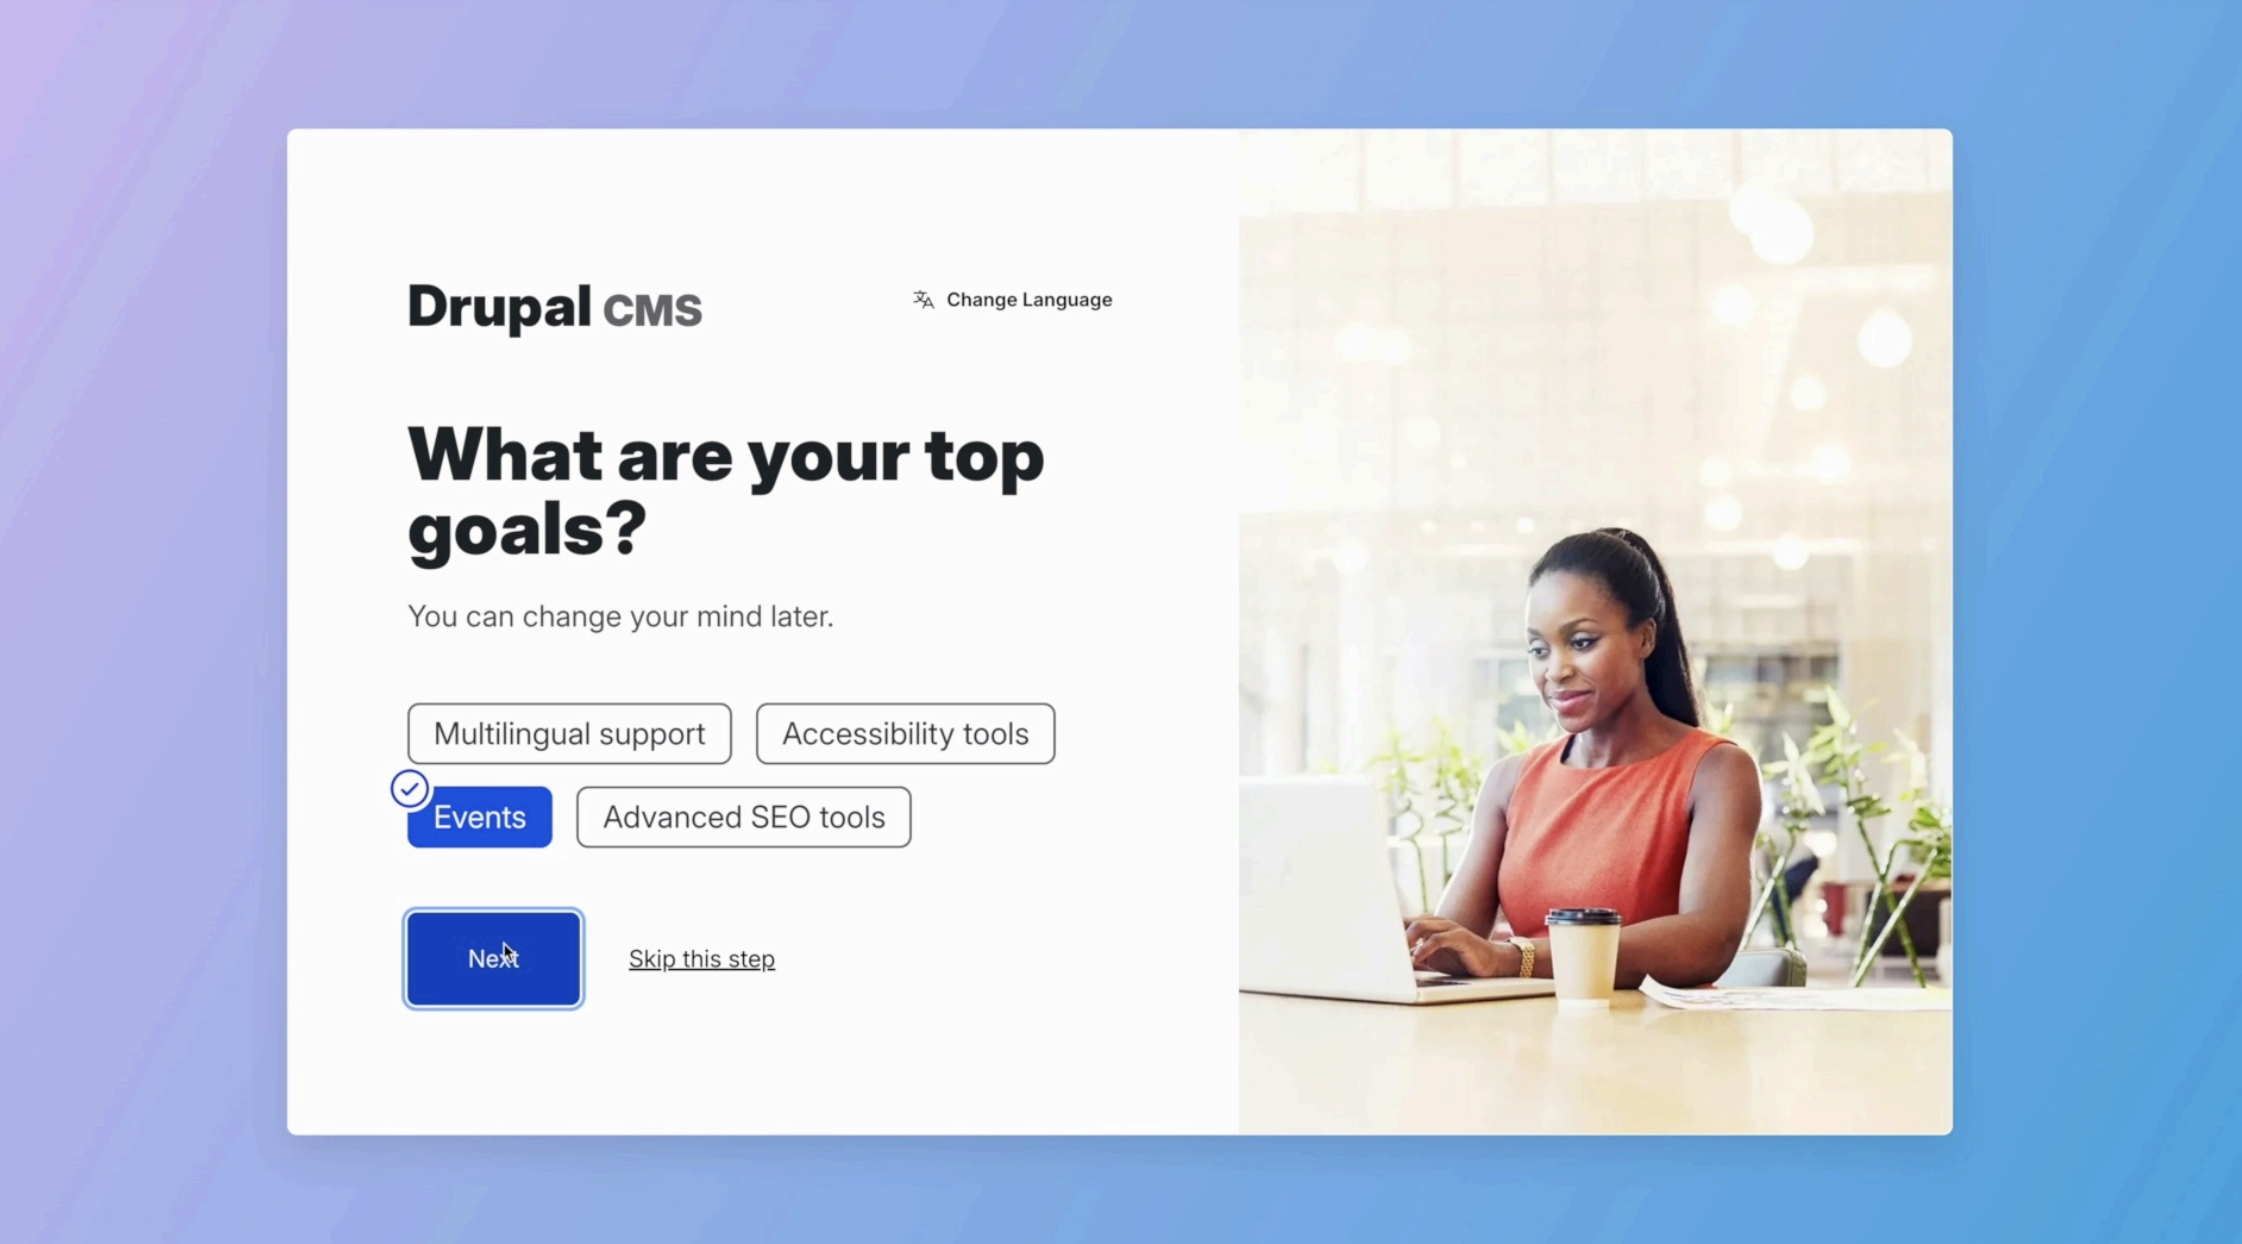 Drupal CMS
Change Language
What are your top
goals?
You can change your mind later.
Multilingual support
Accessibility tools
Events
Advanced SEO tools
Next
Skip this step